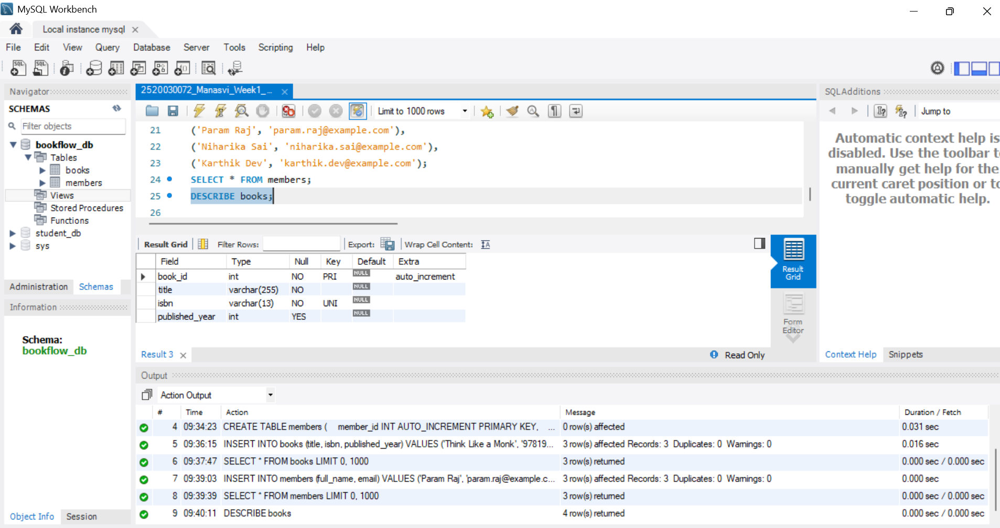 MySQL Workbench
Local instance mysql
File Edit View Query Database Server Tools Scripting Help
Navigator
SCHEMAS
Filter objects
bookflow_db
Tables
books
members
Views
Stored Procedures
Functions
student_db
sys
Administration Schemas
Information
Schema:
bookflow_db
Object Info Session
2520030072_Manasvi_Week1_...
Limit to 1000 rows
21 ('Param Raj', 'param.raj@example.com'),
22 ('Niharika Sai', 'niharika.sai@example.com'),
23 ('Karthik Dev', 'karthik.dev@example.com');
24 SELECT * FROM members;
25 DESCRIBE books;
26
Result Grid Filter Rows: Export: Wrap Cell Content:
Field Type Null Key Default Extra
book_id int NO PRI NULL auto_increment
title varchar(255) NO NULL
isbn varchar(13) NO UNI NULL
published_year int YES NULL
Result
Grid
Form
Editor
Result 3 Read Only
SQLAdditions
Jump to
Automatic context help is
disabled. Use the toolbar to
manually get help for the
current caret position or to
toggle automatic help.
Context Help Snippets
Output
Action Output
# Time Action Message Duration / Fetch
4 09:34:23 CREATE TABLE members ( member_id INT AUTO_INCREMENT PRIMARY KEY, ... 0 row(s) affected 0.031 sec
5 09:36:15 INSERT INTO books (title, isbn, published_year) VALUES ('Think Like a Monk', '97819... 3 row(s) affected Records: 3 Duplicates: 0 Warnings: 0 0.016 sec
6 09:37:47 SELECT * FROM books LIMIT 0, 1000 3 row(s) returned 0.000 sec / 0.000 sec
7 09:39:03 INSERT INTO members (full_name, email) VALUES ('Param Raj', 'param.raj@example.c... 3 row(s) affected Records: 3 Duplicates: 0 Warnings: 0 0.000 sec
8 09:39:39 SELECT * FROM members LIMIT 0, 1000 3 row(s) returned 0.000 sec / 0.000 sec
9 09:40:11 DESCRIBE books 4 row(s) returned 0.000 sec / 0.000 sec